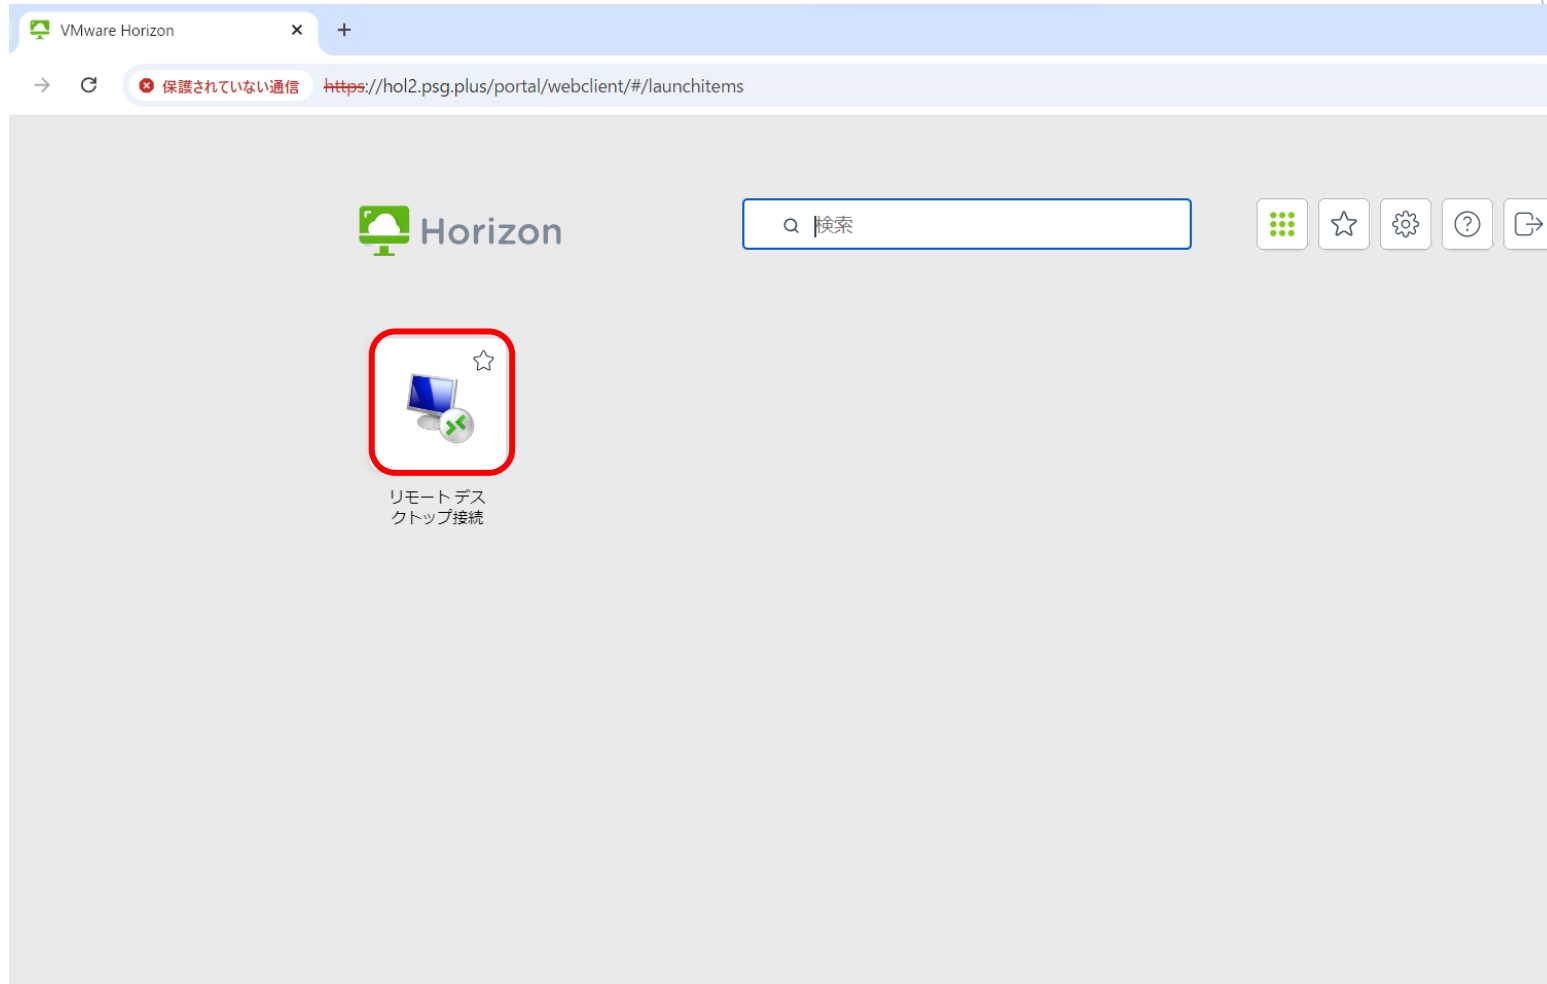 VMware Horizon
保護されていない通信 https://hol2.psg.plus/portal/webclient/#/launchitems
Horizon
検索
リモート デス
クトップ接続